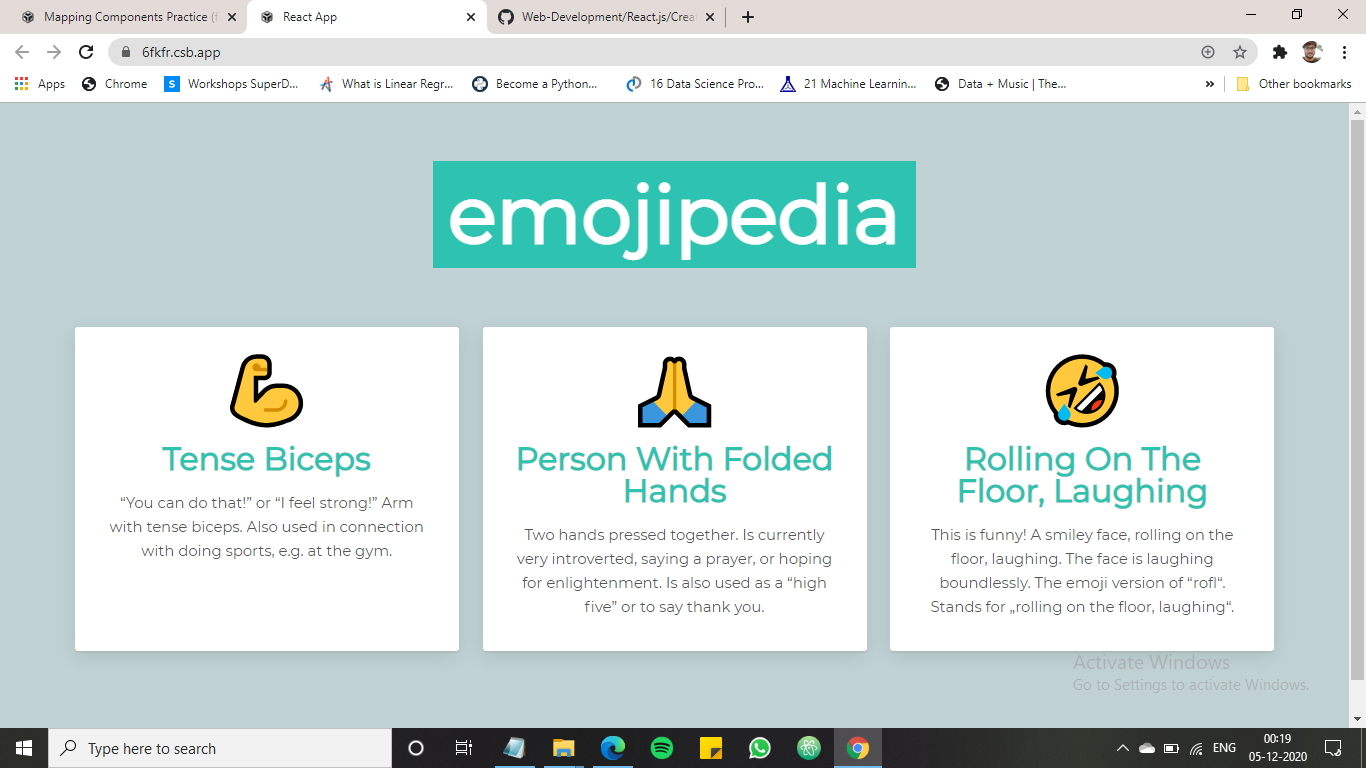 Mapping Components Practice (f
React App
Web-Development/React.js/Crea
6fkfr.csb.app
Apps
Chrome
Workshops SuperD...
What is Linear Regr...
Become a Python...
16 Data Science Pro...
21 Machine Learnin...
Data + Music | The...
»
Other bookmarks
emojipedia
Tense Biceps
“You can do that!” or “I feel strong!” Arm
with tense biceps. Also used in connection
with doing sports, e.g. at the gym.
Person With Folded
Hands
Two hands pressed together. Is currently
very introverted, saying a prayer, or hoping
for enlightenment. Is also used as a “high
five” or to say thank you.
Rolling On The
Floor, Laughing
This is funny! A smiley face, rolling on the
floor, laughing. The face is laughing
boundlessly. The emoji version of “rofl“.
Stands for „rolling on the floor, laughing“.
Activate Windows
Go to Settings to activate Windows.
Type here to search
ENG
00:19
05-12-2020